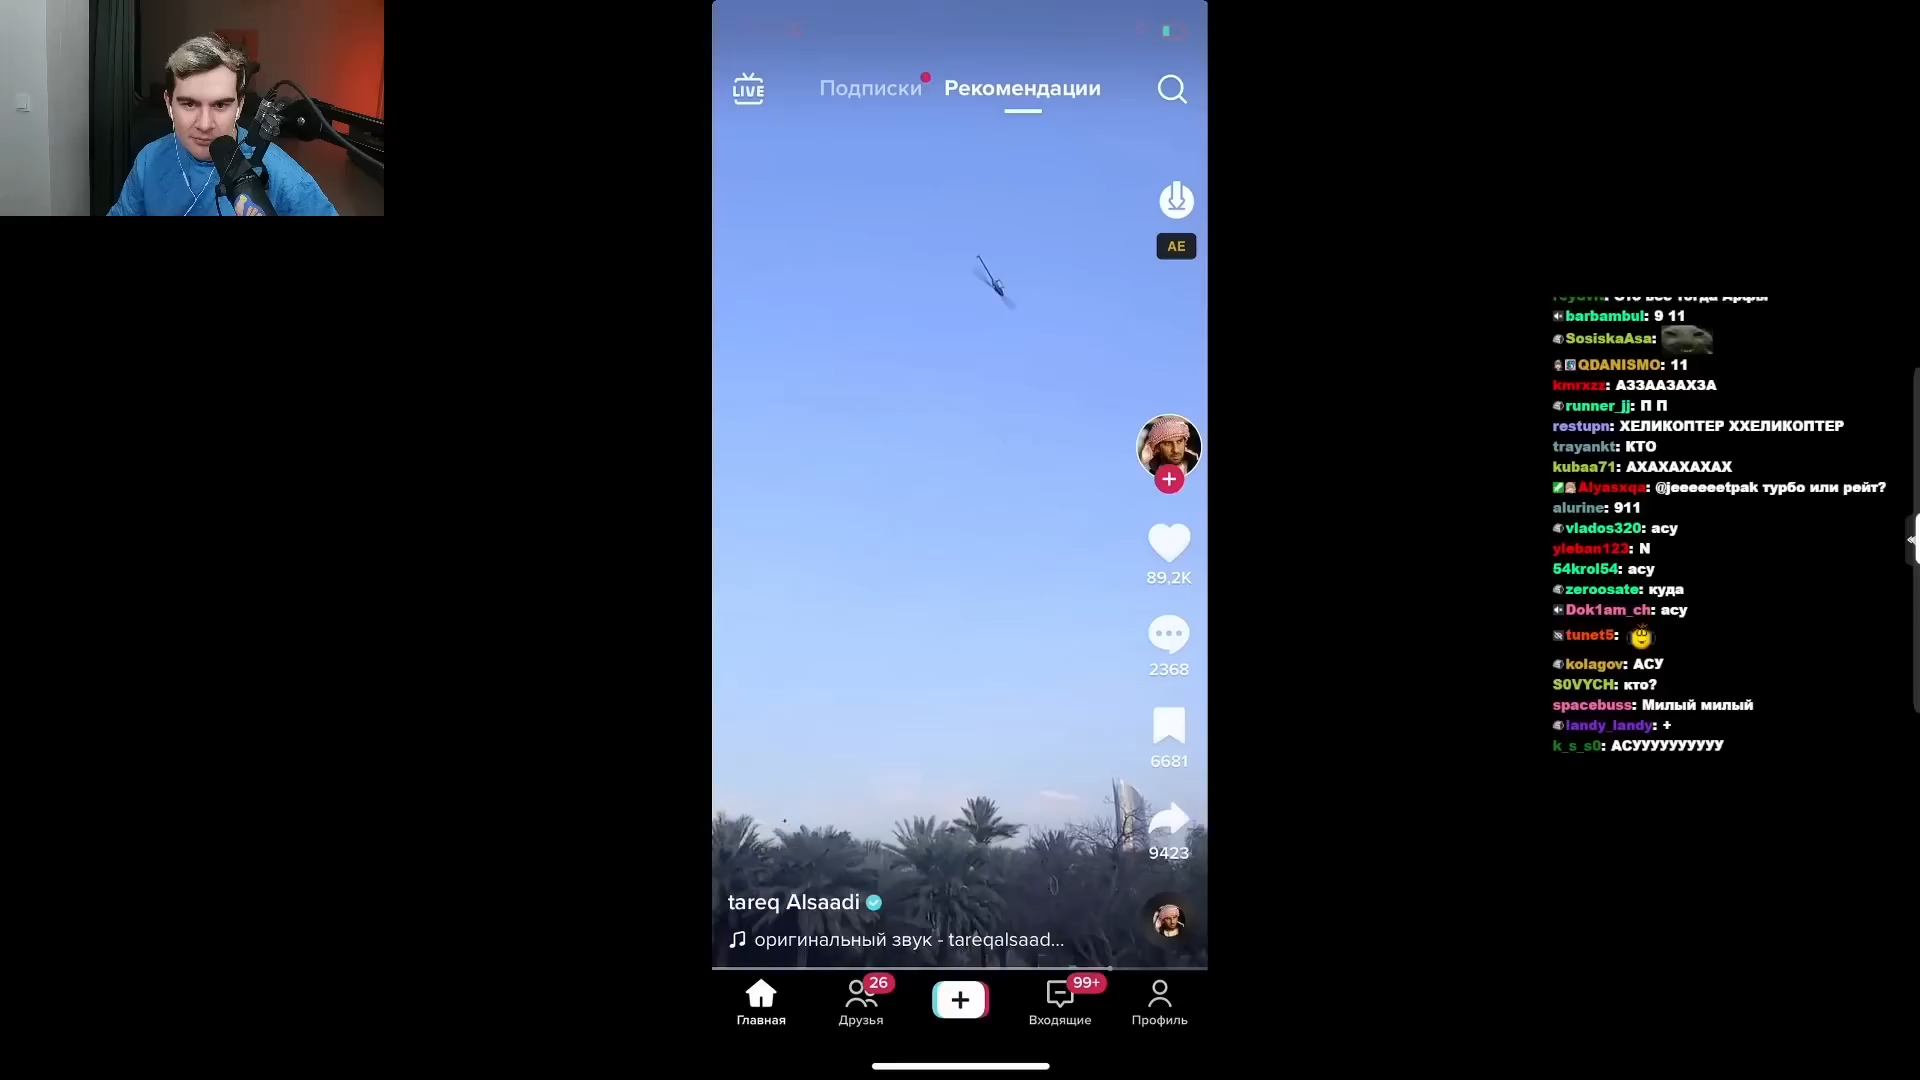 LIVE
Подписки
Рекомендации
AE
89,2K
2368
6681
9423
tareq Alsaadi
оригинальный звук - tareqalsaad...
Главная
26
Друзья
99+
Входящие
Профиль
barbambul: 9 11
SosiskaAsa:
QDANISMO: 11
kmrxzz: АЗЗААЗАХЗА
runner_jj: П П
restupn: ХЕЛИКОПТЕР ХХЕЛИКОПТЕР
trayankt: КТО
kubaa71: АХАХАХАХАХ
Alyasxqa: @jeeeeeetpak турбо или рейт?
alurine: 911
vlados320: асу
yleban123: N
54krol54: асу
zeroosate: куда
Dok1am_ch: асу
tunet5:
kolagov: АСУ
S0VYCH: кто?
spacebuss: Милый милый
landy_landy: +
k_s_s0: АСУУУУУУУУУУ